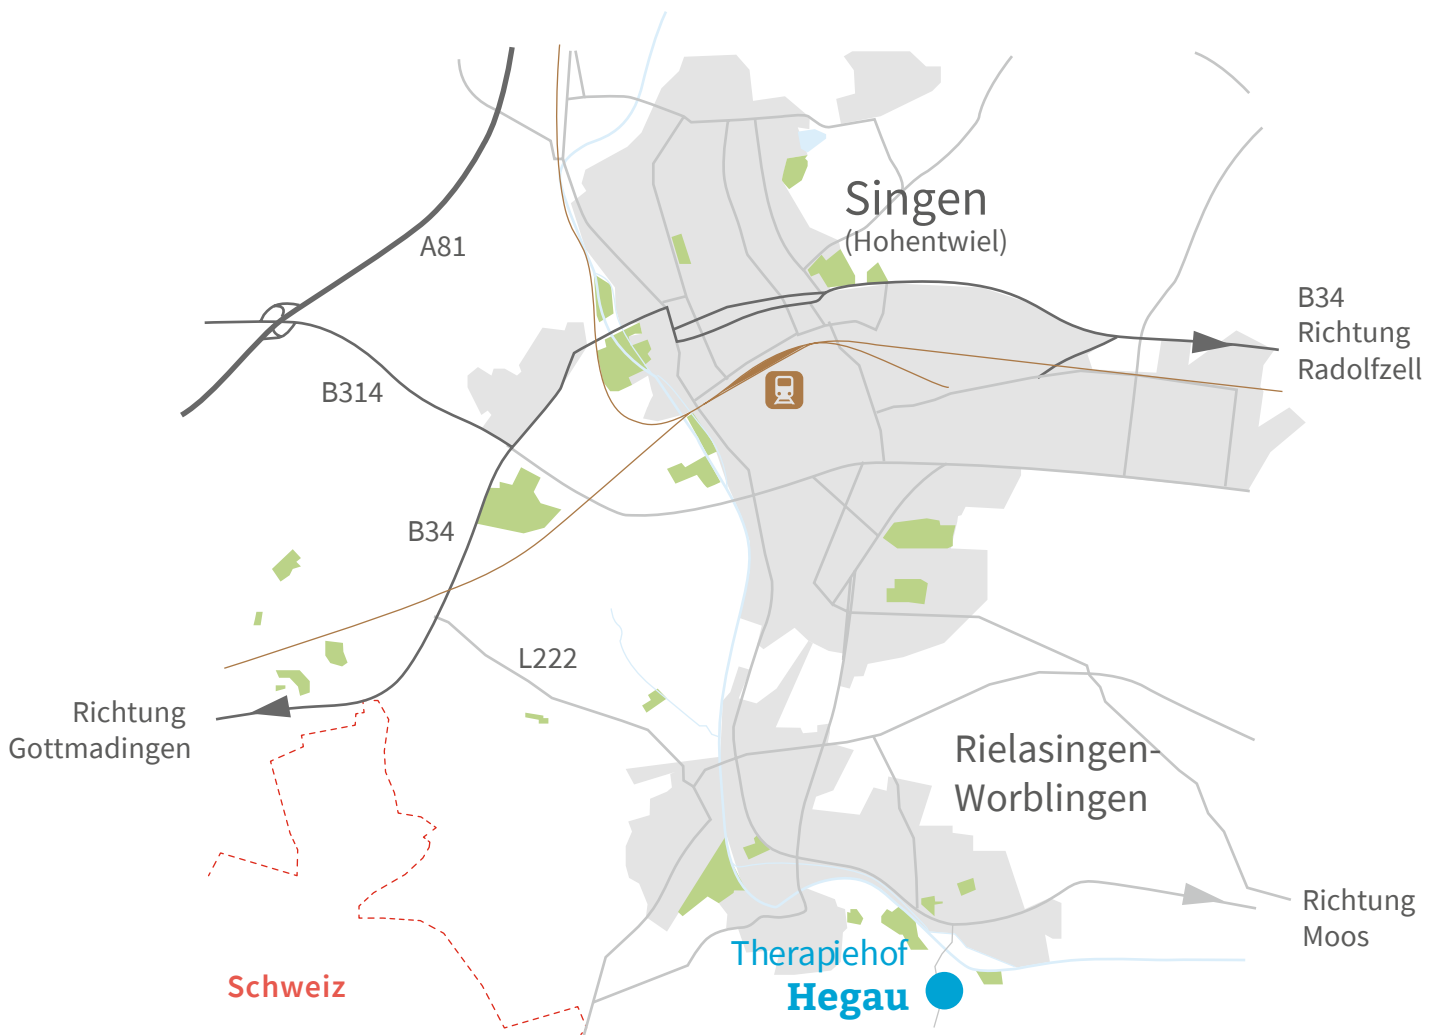 Singen
(Hohentwiel)
A81
B34
Richtung
Radolfzell
B314
B34
L222
Richtung
Gottmadingen
Rielasingen-
Worblingen
Richtung
Moos
Therapiehof
Hegau
Schweiz